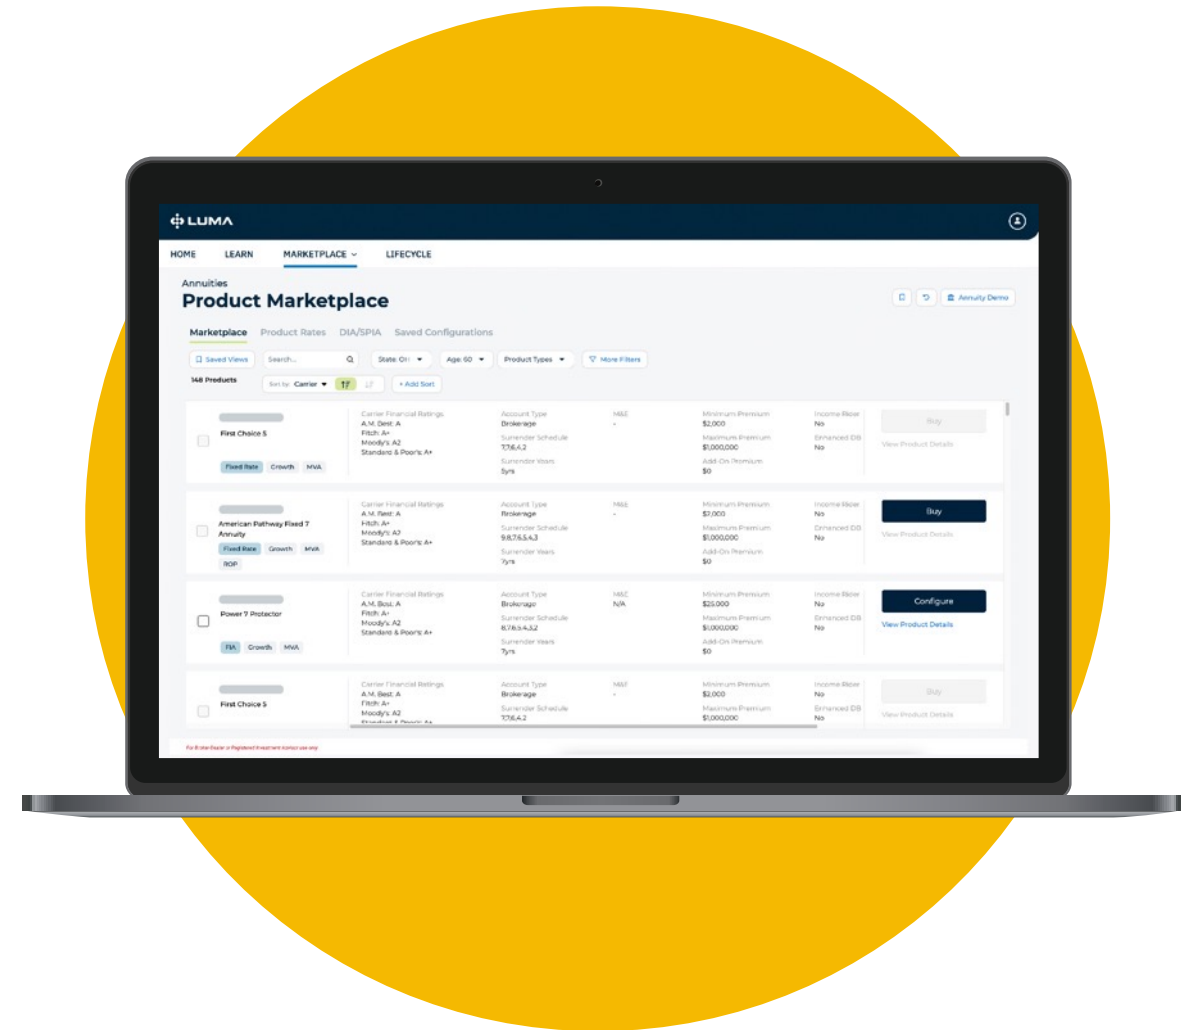 LUMA
HOME LEARN MARKETPLACE LIFECYCLE
Annuities
Product Marketplace
Annuity Demo
Marketplace Product Rates DIA/SPIA Saved Configurations
Saved Views Search... State: OH Age: 60 Product Types More Filters
148 Products Sort by Carrier + Add Sort
First Choice 5
Fixed Rate Growth MVA
Carrier Financial Ratings
A.M. Best: A
Fitch: A+
Moody's: A2
Standard & Poor's: A+
Account Type
Brokerage
Surrender Schedule
7,7,6,4,2
Surrender Years
5yrs
M&E
-
Minimum Premium
$2,000
Maximum Premium
$1,000,000
Add-On Premium
$0
Income Rider
No
Enhanced DB
No
Buy
View Product Details
American Pathway Fixed 7
Annuity
Fixed Rate Growth MVA
ROP
Carrier Financial Ratings
A.M. Best: A
Fitch: A+
Moody's: A2
Standard & Poor's: A+
Account Type
Brokerage
Surrender Schedule
9,8,7,6,5,4,3
Surrender Years
7yrs
M&E
-
Minimum Premium
$2,000
Maximum Premium
$1,000,000
Add-On Premium
$0
Income Rider
No
Enhanced DB
No
Buy
View Product Details
Power 7 Protector
FIA Growth MVA
Carrier Financial Ratings
A.M. Best: A
Fitch: A+
Moody's: A2
Standard & Poor's: A+
Account Type
Brokerage
Surrender Schedule
8,7,6,5,4,3,2
Surrender Years
7yrs
M&E
N/A
Minimum Premium
$25,000
Maximum Premium
$1,000,000
Add-On Premium
$0
Income Rider
No
Enhanced DB
No
Configure
View Product Details
First Choice 5
Carrier Financial Ratings
A.M. Best: A
Fitch: A+
Moody's: A2
Standard & Poor's: A+
Account Type
Brokerage
Surrender Schedule
7,7,6,4,2
M&E
-
Minimum Premium
$2,000
Maximum Premium
$1,000,000
Income Rider
No
Enhanced DB
No
Buy
View Product Details
For Broker Dealer or Registered Investment Advisor use only